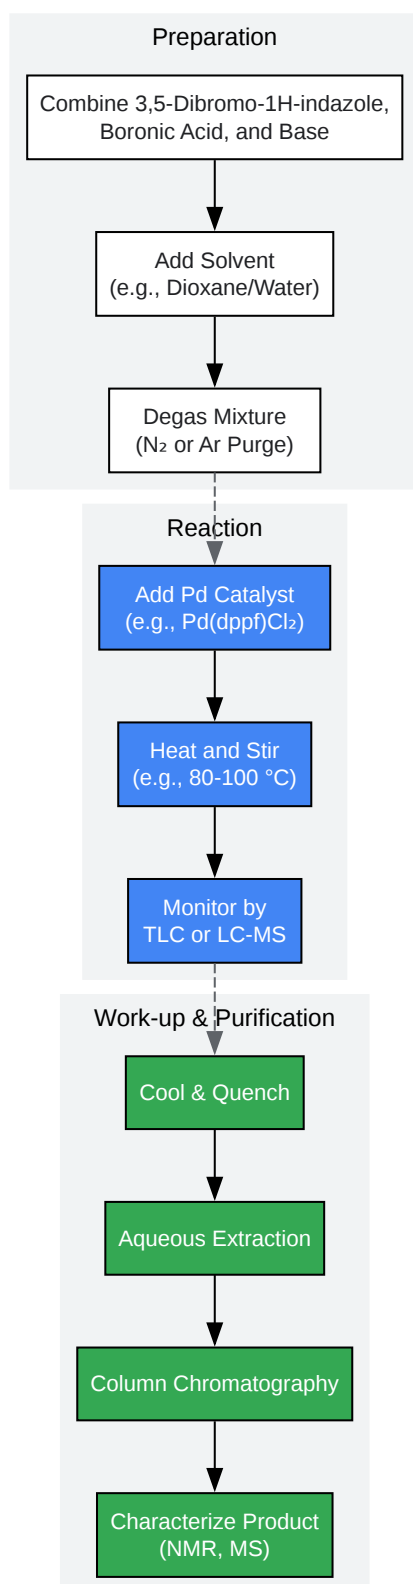 Preparation
Combine 3,5-Dibromo-1H-indazole,
Boronic Acid, and Base
Add Solvent
(e.g., Dioxane/Water)
Degas Mixture
(N₂ or Ar Purge)
Reaction
Add Pd Catalyst
(e.g., Pd(dppf)Cl₂)
Heat and Stir
(e.g., 80-100 °C)
Monitor by
TLC or LC-MS
Work-up & Purification
Cool & Quench
Aqueous Extraction
Column Chromatography
Characterize Product
(NMR, MS)